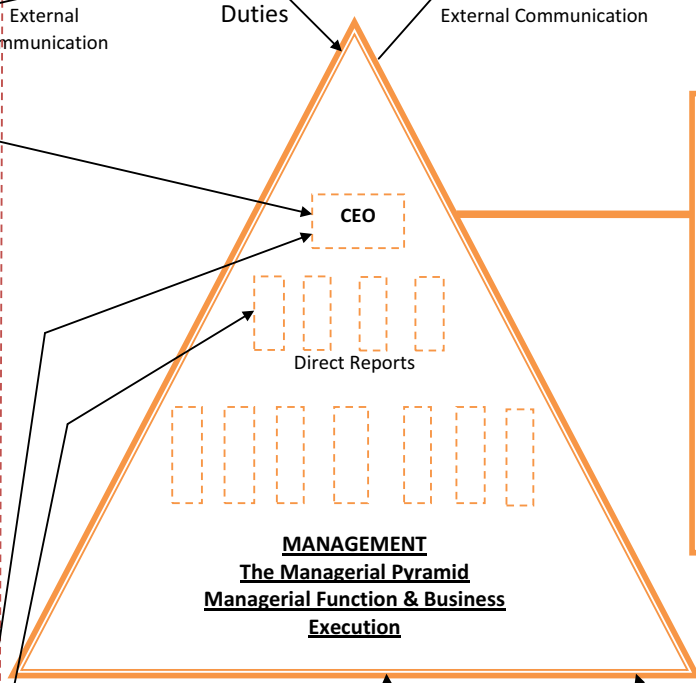 External
mmunication
Duties
External Communication
CEO
Direct Reports
MANAGEMENT
The Managerial Pyramid
Managerial Function & Business
Execution